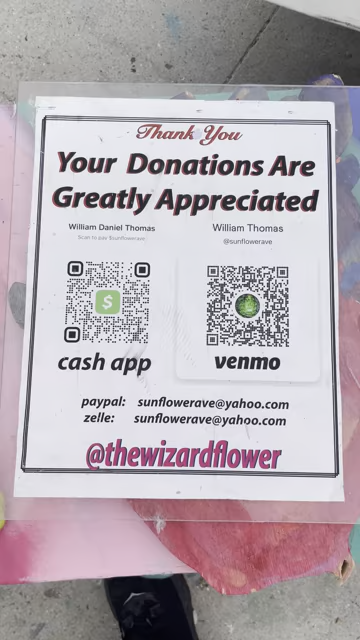 Thank You
Your Donations Are
Greatly Appreciated
William Daniel Thomas
Scan to pay $sunflowerave
William Thomas
@sunflowerave
$
cash app
venmo
paypal: sunflowerave@yahoo.com
zelle: sunflowerave@yahoo.com
@thewizardflower